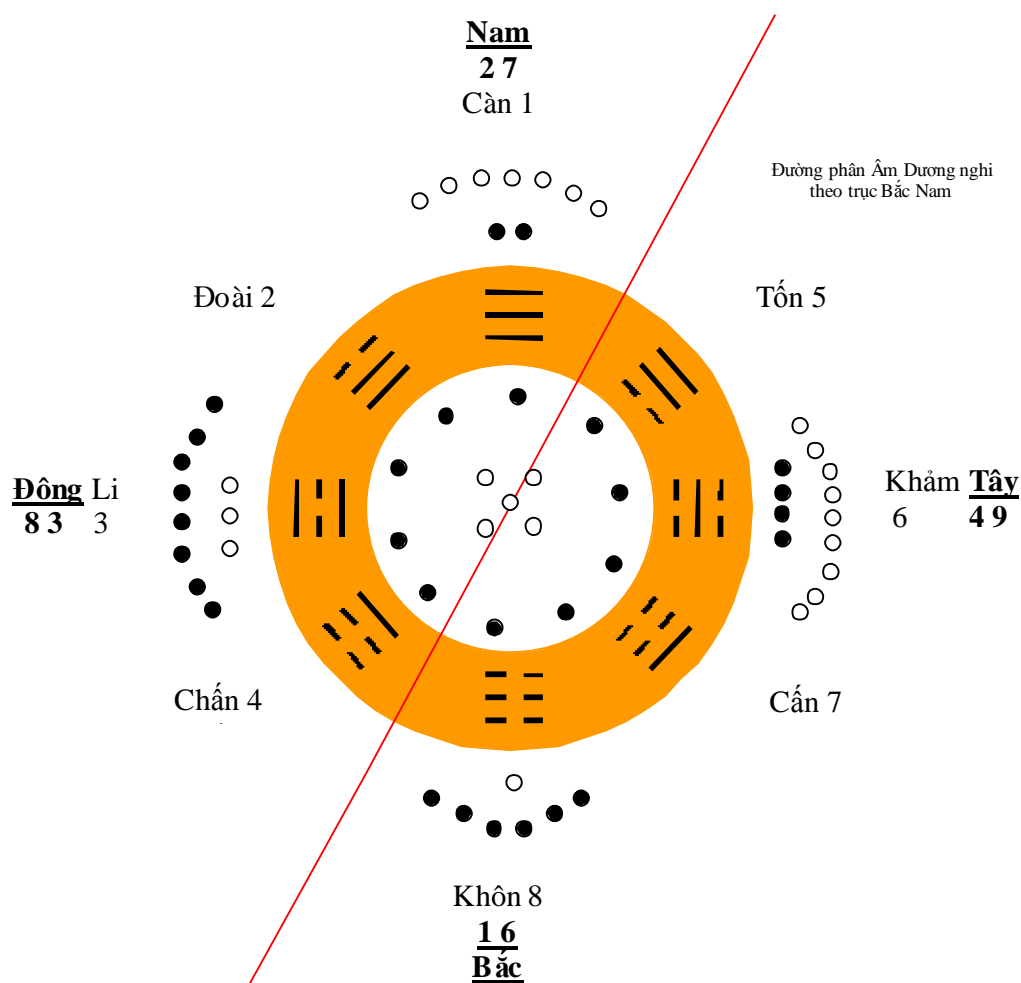 Nam
2 7
Càn 1
Đường phân Âm Dương nghi
theo trục Bắc Nam
Đoài 2
Tốn 5
Đông Li
8 3 3
Khảm Tây
6 4 9
Chấn 4
Cấn 7
Khôn 8
1 6
Bắc